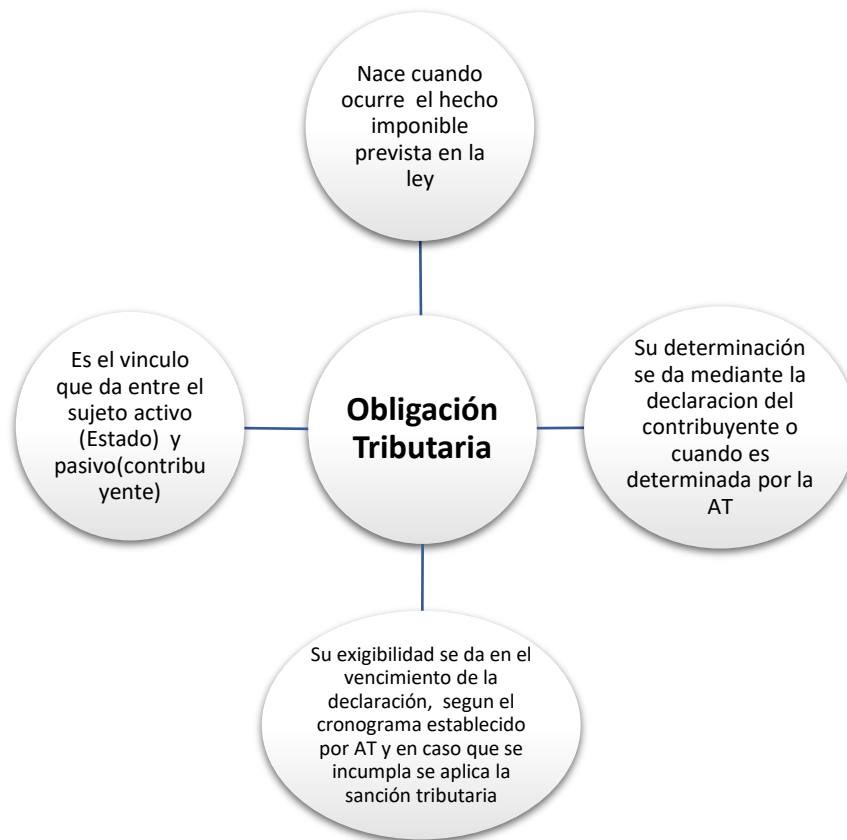 Nace cuando
ocurre el hecho
imponible
prevista en la
ley
Es el vinculo
que da entre el
sujeto activo
(Estado) y
pasivo(contribu
yente)
Obligación
Tributaria
Su determinación
se da mediante la
declaracion del
contribuyente o
cuando es
determinada por la
AT
Su exigibilidad se da en el
vencimiento de la
declaración, segun el
cronograma establecido
por AT y en caso que se
incumpla se aplica la
sanción tributaria